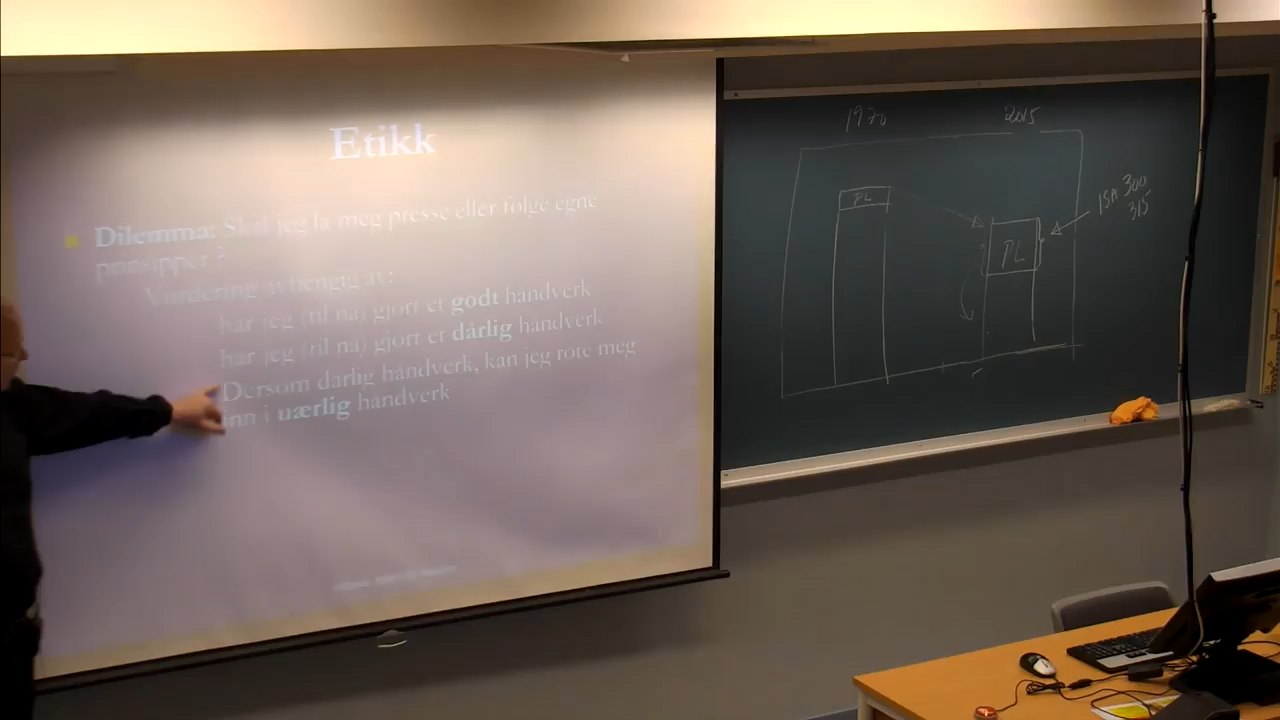 Etikk
Dilemma: Skal jeg la meg presse eller følge egne
prinsipper ?
Vurdering avhengig av:
har jeg (til nå) gjort et godt håndverk
har jeg (til nå) gjort et dårlig håndverk
Dersom dårlig håndverk, kan jeg rote meg
inn i uærlig håndverk
1970
2015
PL
PL
ISA 300
315